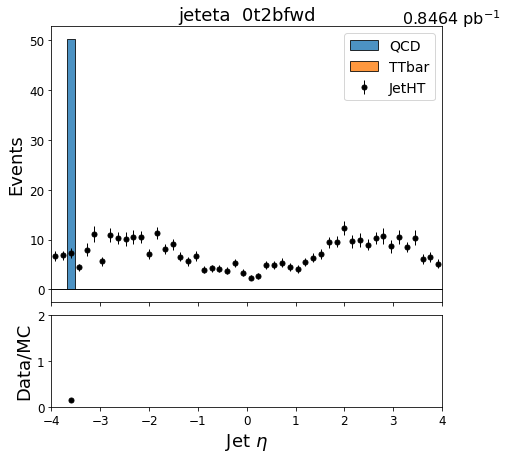 jeteta 0t2bfwd
0.8464 pb⁻¹
QCD
TTbar
JetHT
Events
50
40
30
20
10
0
Data/MC
2
1
0
−4 −3 −2 −1 0 1 2 3 4
Jet η